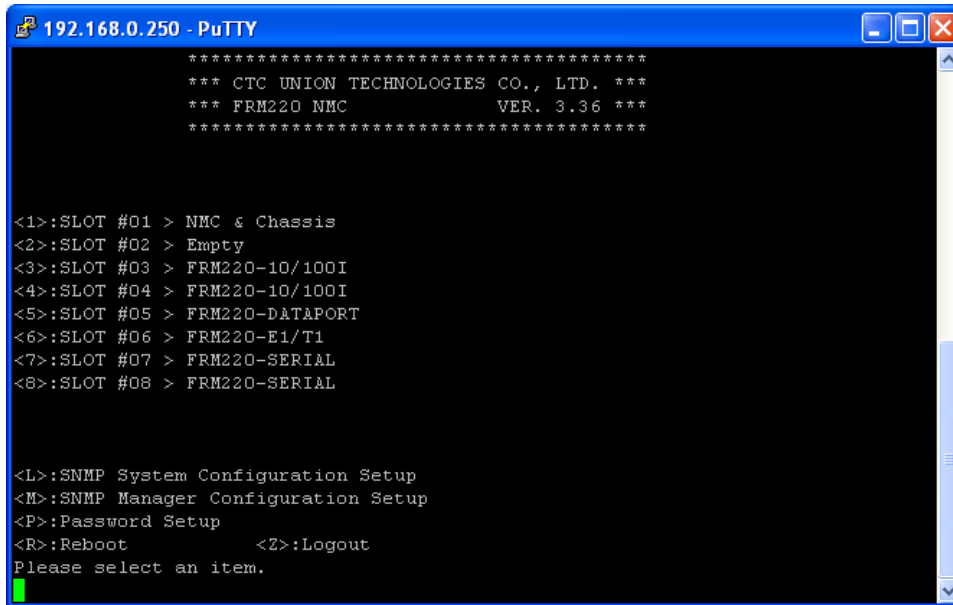 192.168.0.250 - PuTTY
*****************************************
*** CTC UNION TECHNOLOGIES CO., LTD. ***
*** FRM220 NMC VER. 3.36 ***
*****************************************
<1>:SLOT #01 > NMC & Chassis
<2>:SLOT #02 > Empty
<3>:SLOT #03 > FRM220-10/100I
<4>:SLOT #04 > FRM220-10/100I
<5>:SLOT #05 > FRM220-DATAPORT
<6>:SLOT #06 > FRM220-E1/T1
<7>:SLOT #07 > FRM220-SERIAL
<8>:SLOT #08 > FRM220-SERIAL
<L>:SNMP System Configuration Setup
<M>:SNMP Manager Configuration Setup
<P>:Password Setup
<R>:Reboot <Z>:Logout
Please select an item.